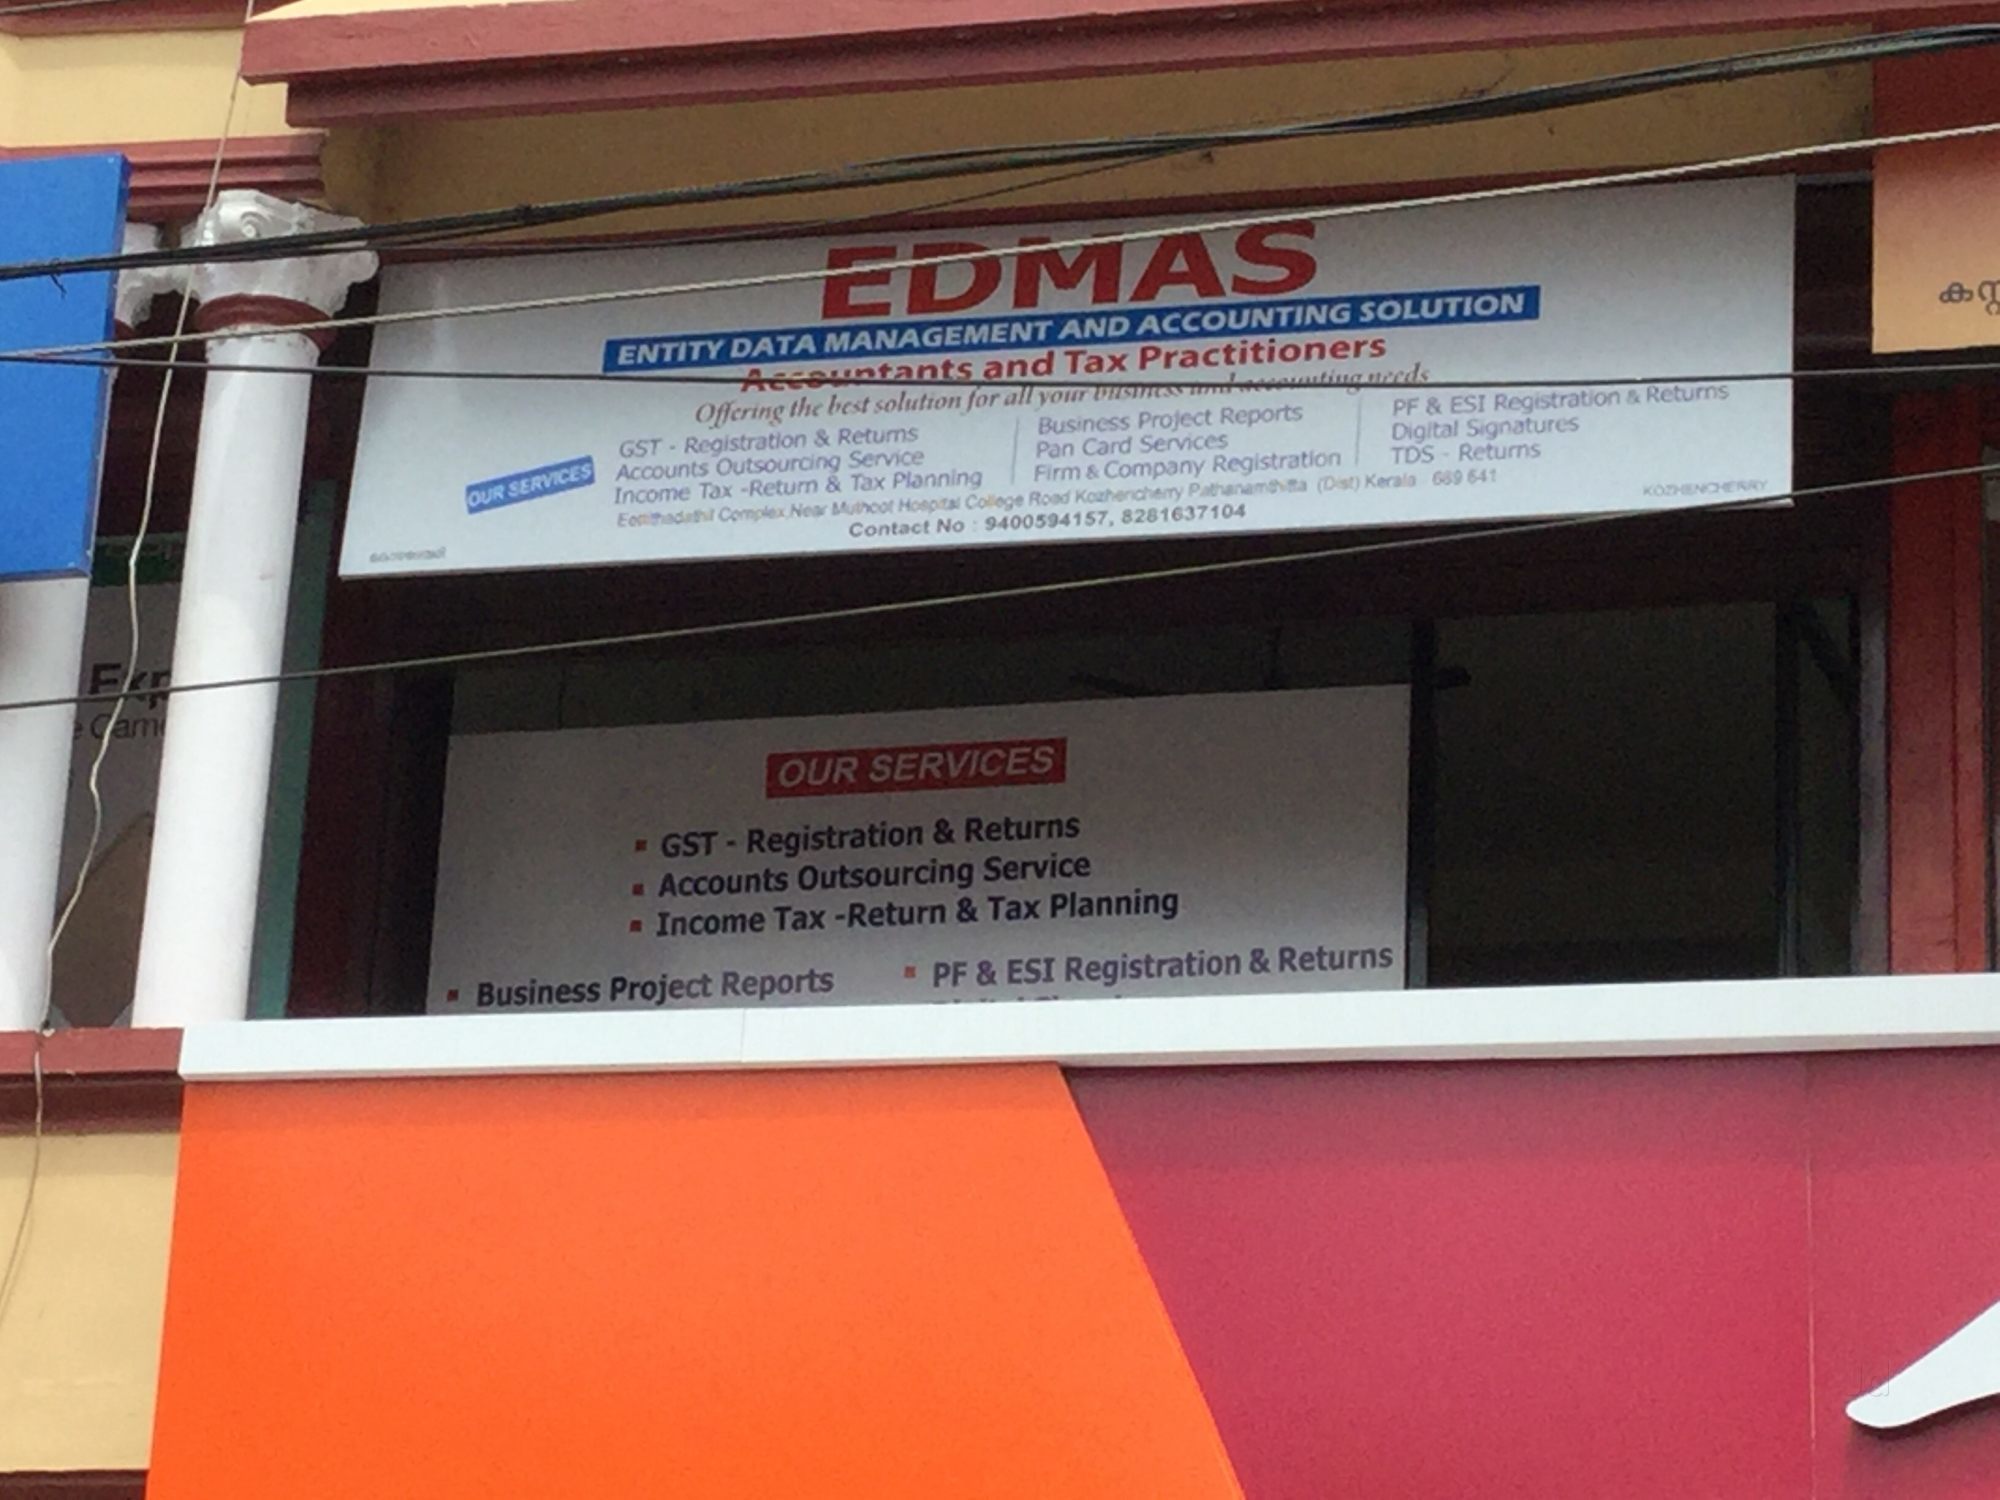 EDMAS
ENTITY DATA MANAGEMENT AND ACCOUNTING SOLUTION
Accountants and Tax Practitioners
Offering the best solution for all your business and accounting needs
OUR SERVICES
GST - Registration & Returns
Accounts Outsourcing Service
Income Tax -Return & Tax Planning
Business Project Reports
Pan Card Services
Firm & Company Registration
PF & ESI Registration & Returns
Digital Signatures
TDS - Returns
Complex,Near Muthoot Hospital College Road Kozhencherry Pathanamthitta (Dist) Kerala 689 641
Contact No : 9400594157, 8281637104
KOZHENCHERRY
OUR SERVICES
GST - Registration & Returns
Accounts Outsourcing Service
Income Tax -Return & Tax Planning
Business Project Reports
PF & ESI Registration & Returns
Jd